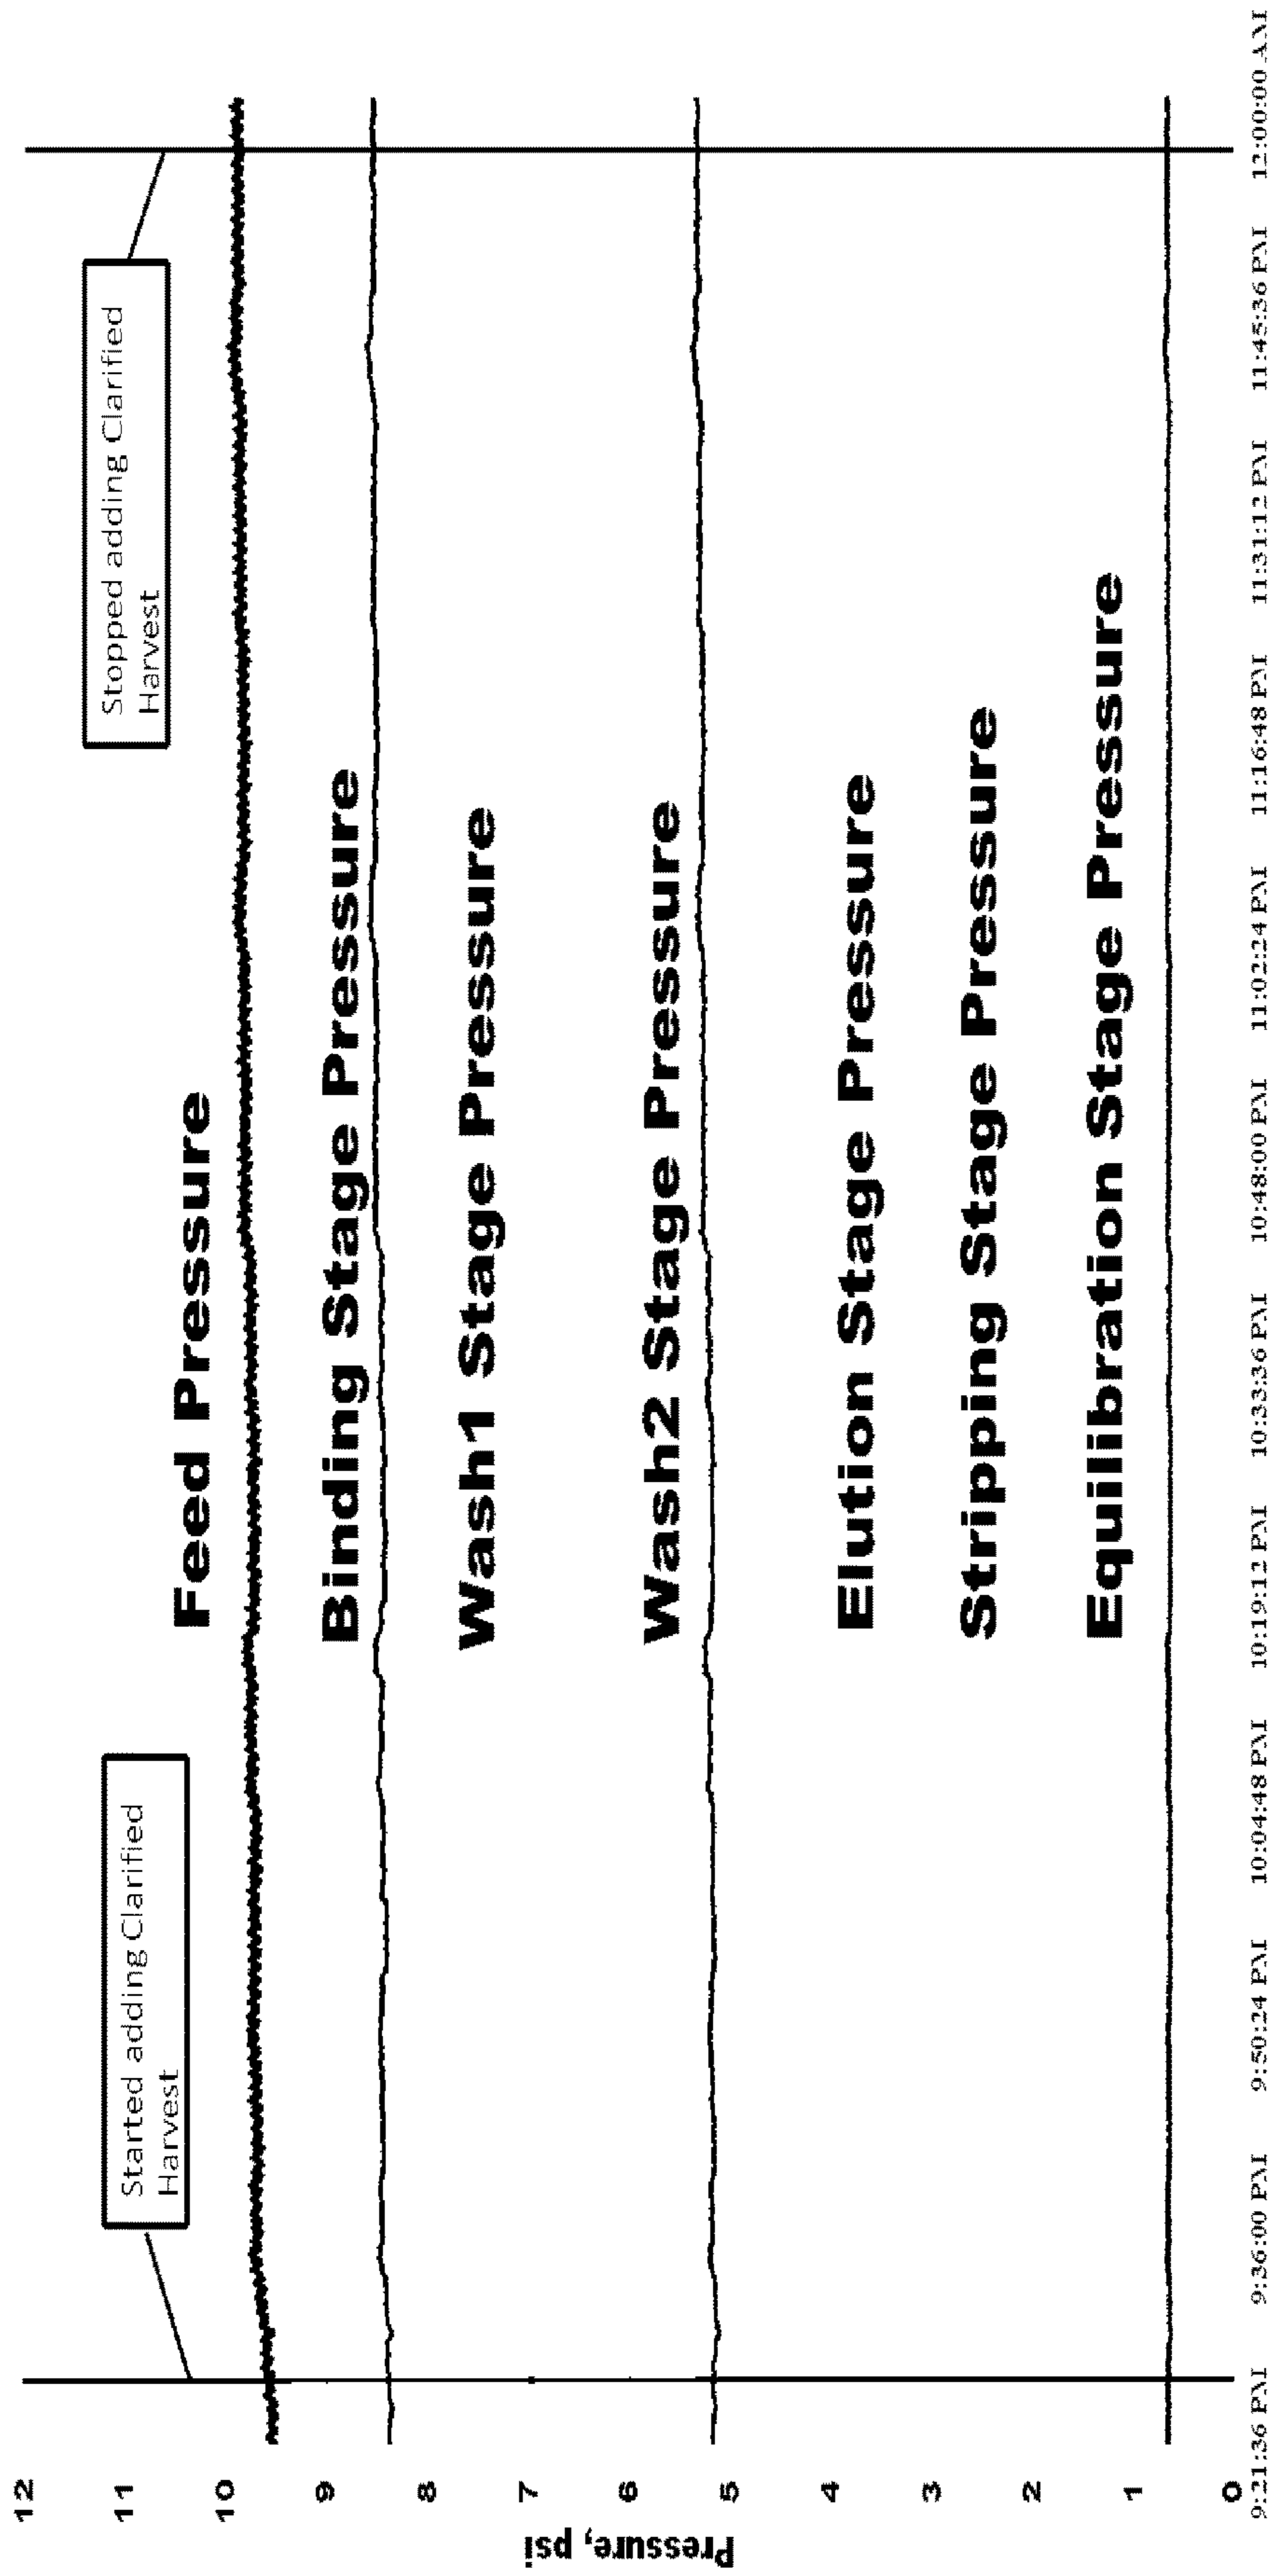 Pressure, psi
12
11
10
9
8
7
6
5
4
3
2
1
0
Started adding Clarified
Harvest
Stopped adding Clarified
Harvest
Feed Pressure
Binding Stage Pressure
Wash1 Stage Pressure
Wash2 Stage Pressure
Elution Stage Pressure
Stripping Stage Pressure
Equilibration Stage Pressure
9:21:36 PM
9:36:00 PM
9:50:24 PM
10:04:48 PM
10:19:12 PM
10:33:36 PM
10:48:00 PM
11:02:24 PM
11:16:48 PM
11:31:12 PM
11:45:36 PM
12:00:00 AM